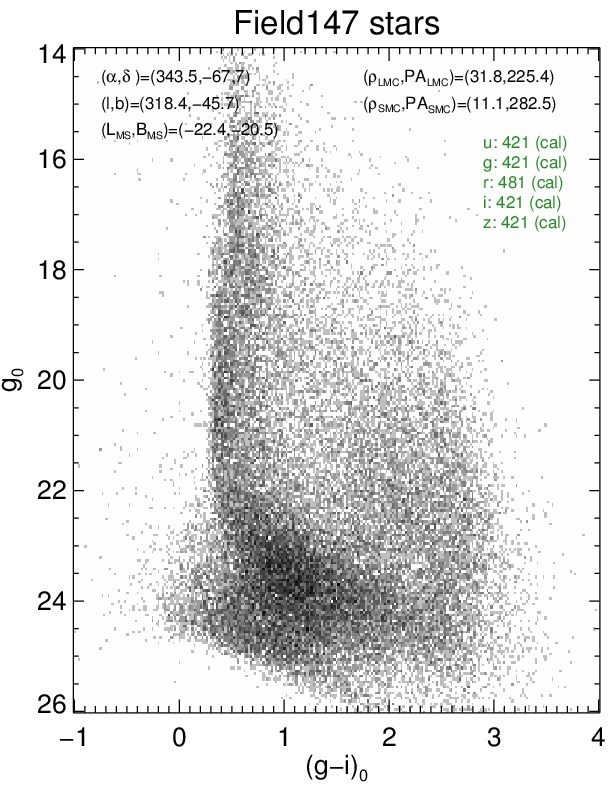 Field147 stars
(α,δ )=(343.5,−67.7)
(ρLMC,PALMC)=(31.8,225.4)
(l,b)=(318.4,−45.7)
(ρSMC,PASMC)=(11.1,282.5)
(LMS,BMS)=(−22.4,−20.5)
u: 421 (cal)
g: 421 (cal)
r: 481 (cal)
i: 421 (cal)
z: 421 (cal)
14
16
18
20
22
24
26
g0
−1 0 1 2 3 4
(g−i)0